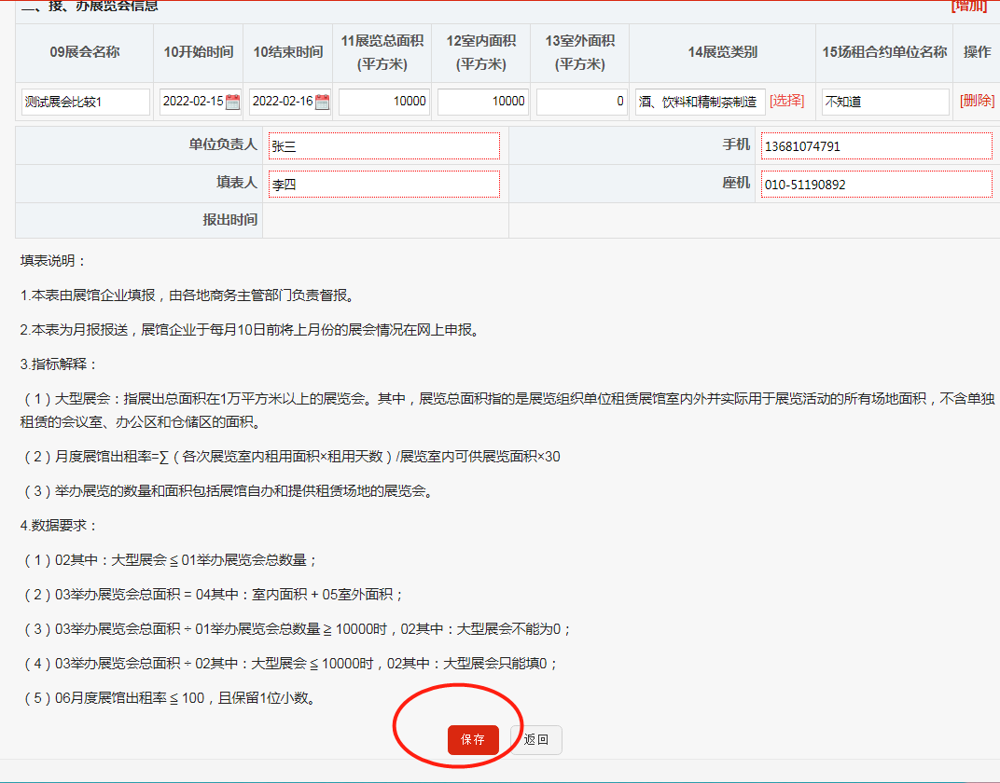 二、接、办展览会信息 [增加]
09展会名称 10开始时间 10结束时间 11展览总面积(平方米) 12室内面积(平方米) 13室外面积(平方米) 14展览类别 15场租合约单位名称 操作
测试展会比较1 2022-02-15 2022-02-16 10000 10000 0 酒、饮料和精制茶制造 [选择] 不知道 [删除]
单位负责人 张三 手机 13681074791
填表人 李四 座机 010-51190892
报出时间
填表说明：
1.本表由展馆企业填报，由各地商务主管部门负责督报。
2.本表为月报报送，展馆企业于每月10日前将上月份的展会情况在网上申报。
3.指标解释：
（1）大型展会：指展出总面积在1万平方米以上的展览会。其中，展览总面积指的是展览组织单位租赁展馆室内外并实际用于展览活动的所有场地面积，不含单独
租赁的会议室、办公区和仓储区的面积。
（2）月度展馆出租率=∑（各次展览室内租用面积×租用天数）/展览室内可供展览面积×30
（3）举办展览的数量和面积包括展馆自办和提供租赁场地的展览会。
4.数据要求：
（1）02其中：大型展会≦01举办展览会总数量；
（2）03举办展览会总面积 = 04其中：室内面积 + 05室外面积；
（3）03举办展览会总面积 ÷ 01举办展览会总数量≧10000时，02其中：大型展会不能为0；
（4）03举办展览会总面积 ÷ 02其中：大型展会≦10000时，02其中：大型展会只能填0；
（5）06月度展馆出租率≦100，且保留1位小数。
保存 返回